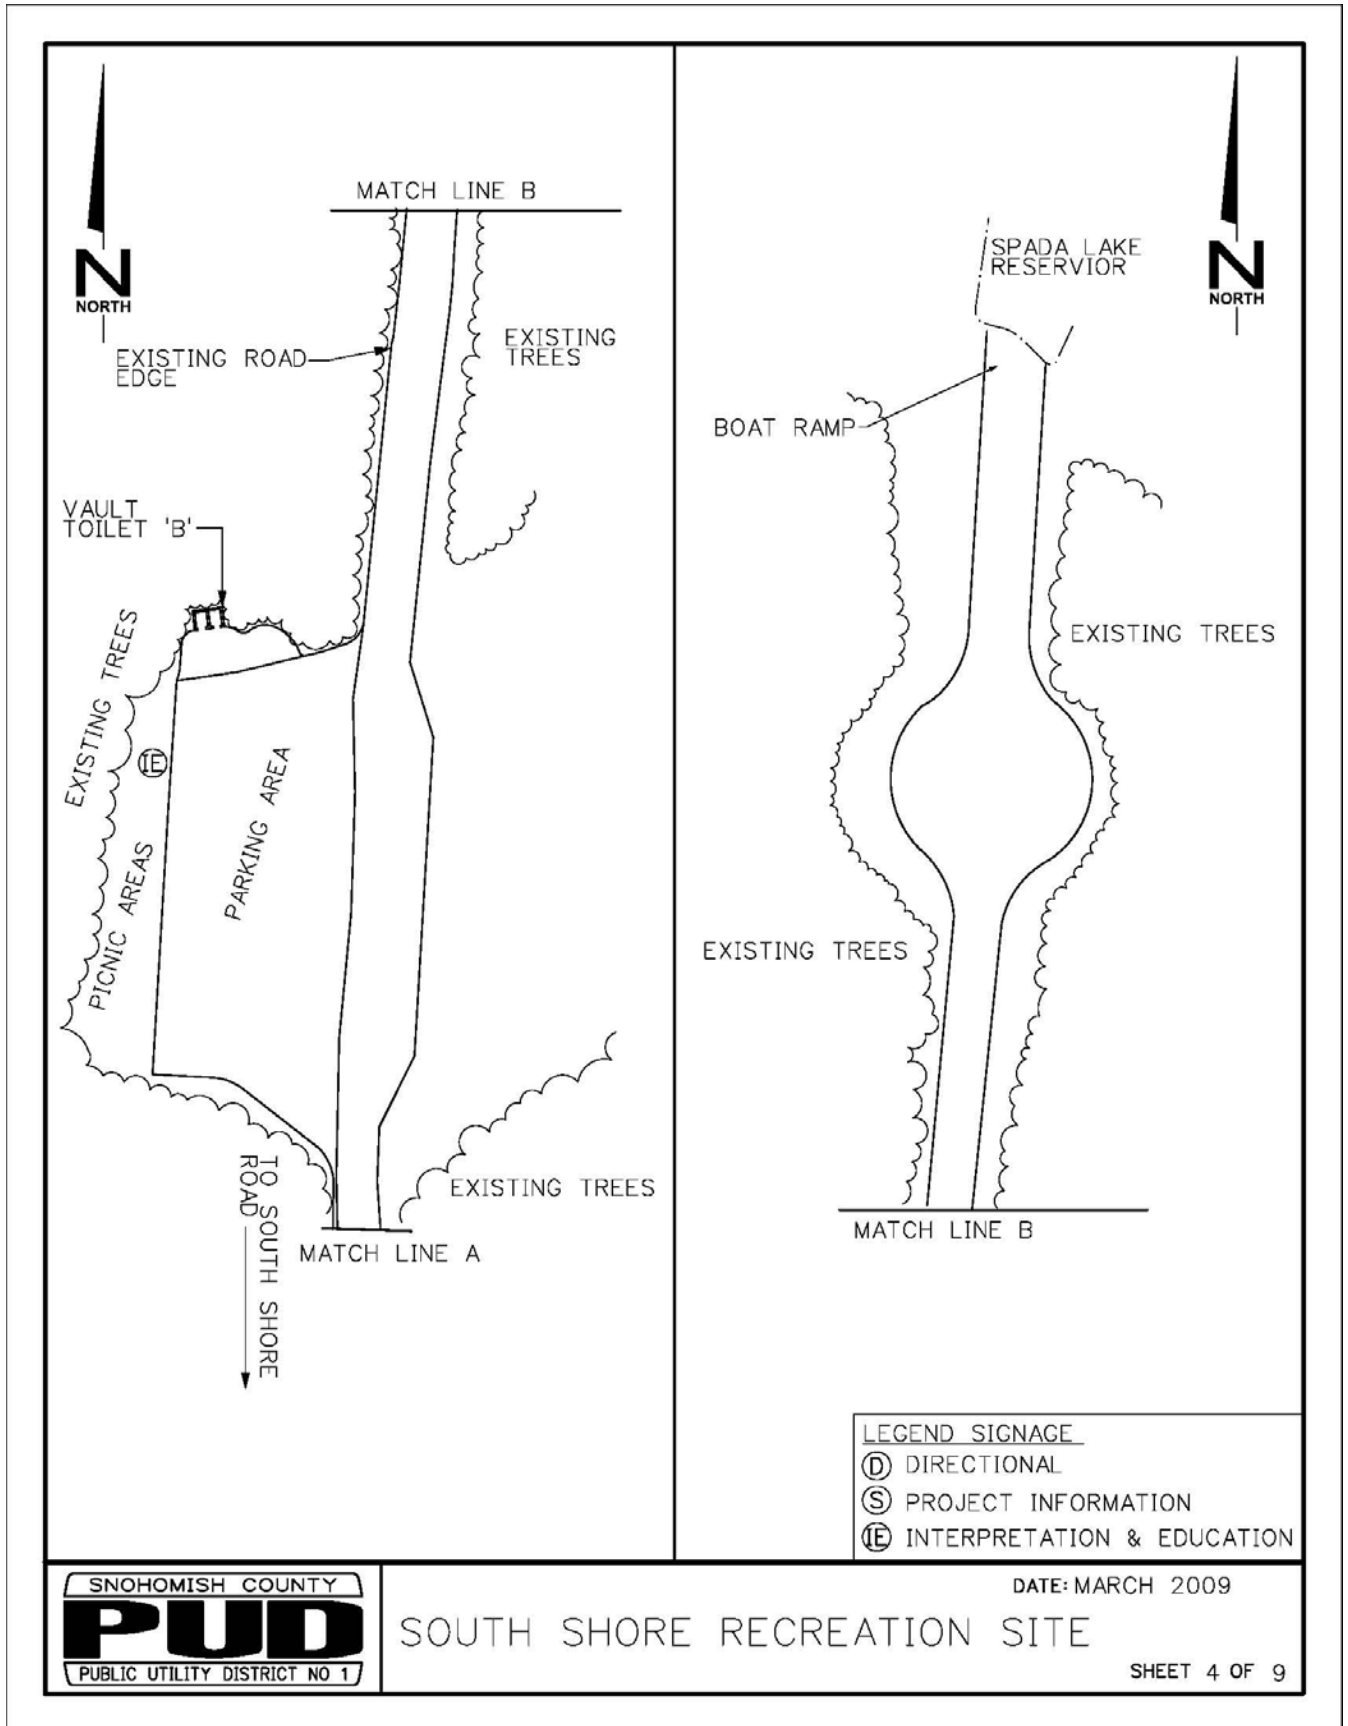 MATCH LINE B
N
NORTH
EXISTING ROAD
EDGE
EXISTING
TREES
VAULT
TOILET 'B'
EXISTING TREES
IE
PARKING AREA
PICNIC AREAS
TO SOUTH SHORE
ROAD
EXISTING TREES
MATCH LINE A
SPADA LAKE
RESERVIOR
N
NORTH
BOAT RAMP
EXISTING TREES
EXISTING TREES
MATCH LINE B
LEGEND SIGNAGE
D DIRECTIONAL
S PROJECT INFORMATION
IE INTERPRETATION & EDUCATION
SNOHOMISH COUNTY
PUD
PUBLIC UTILITY DISTRICT NO 1
DATE: MARCH 2009
SOUTH SHORE RECREATION SITE
SHEET 4 OF 9